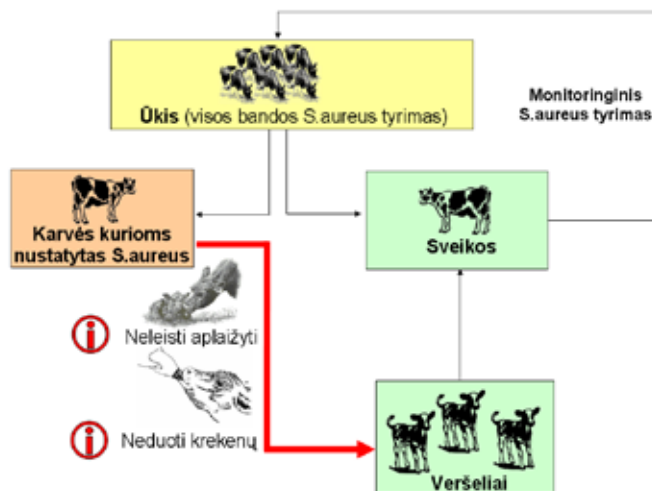 Ūkis (visos bandos S.aureus tyrimas)
Monitoringinis
S.aureus tyrimas
Karvės kurioms
nustatytas S.aureus
Sveikos
Neleisti aplaižyti
Neduoti krekenų
Veršeliai